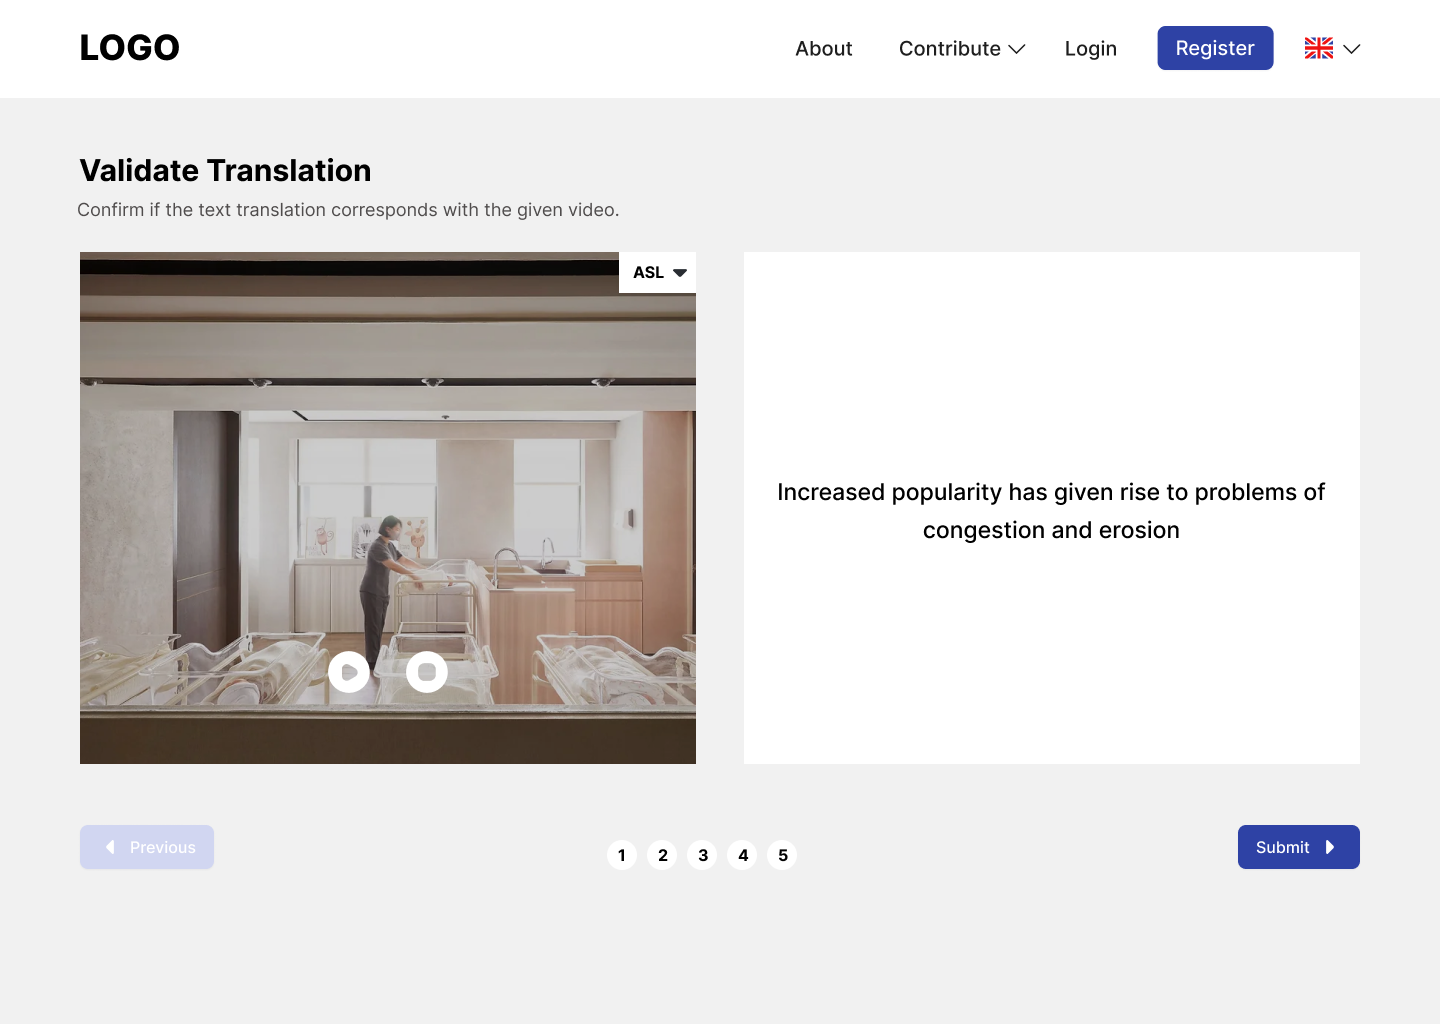 LOGO
About
Contribute
Login
Register
Validate Translation
Confirm if the text translation corresponds with the given video.
ASL
Increased popularity has given rise to problems of
congestion and erosion
Previous
1 2 3 4 5
Submit